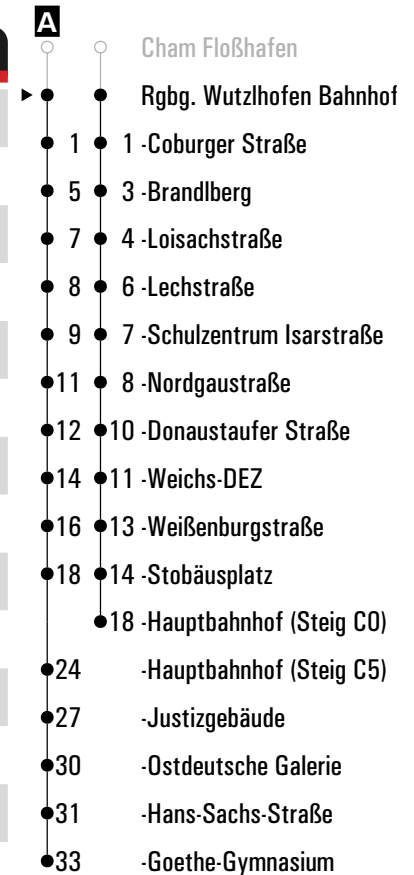 A
Cham Floßhafen
Rgbg. Wutzlhofen Bahnhof
1 1 -Coburger Straße
5 3 -Brandlberg
7 4 -Loisachstraße
8 6 -Lechstraße
9 7 -Schulzentrum Isarstraße
11 8 -Nordgaustraße
12 10 -Donaustaufer Straße
14 11 -Weichs-DEZ
16 13 -Weißenburgstraße
18 14 -Stobäusplatz
18 -Hauptbahnhof (Steig C0)
24 -Hauptbahnhof (Steig C5)
27 -Justizgebäude
30 -Ostdeutsche Galerie
31 -Hans-Sachs-Straße
33 -Goethe-Gymnasium